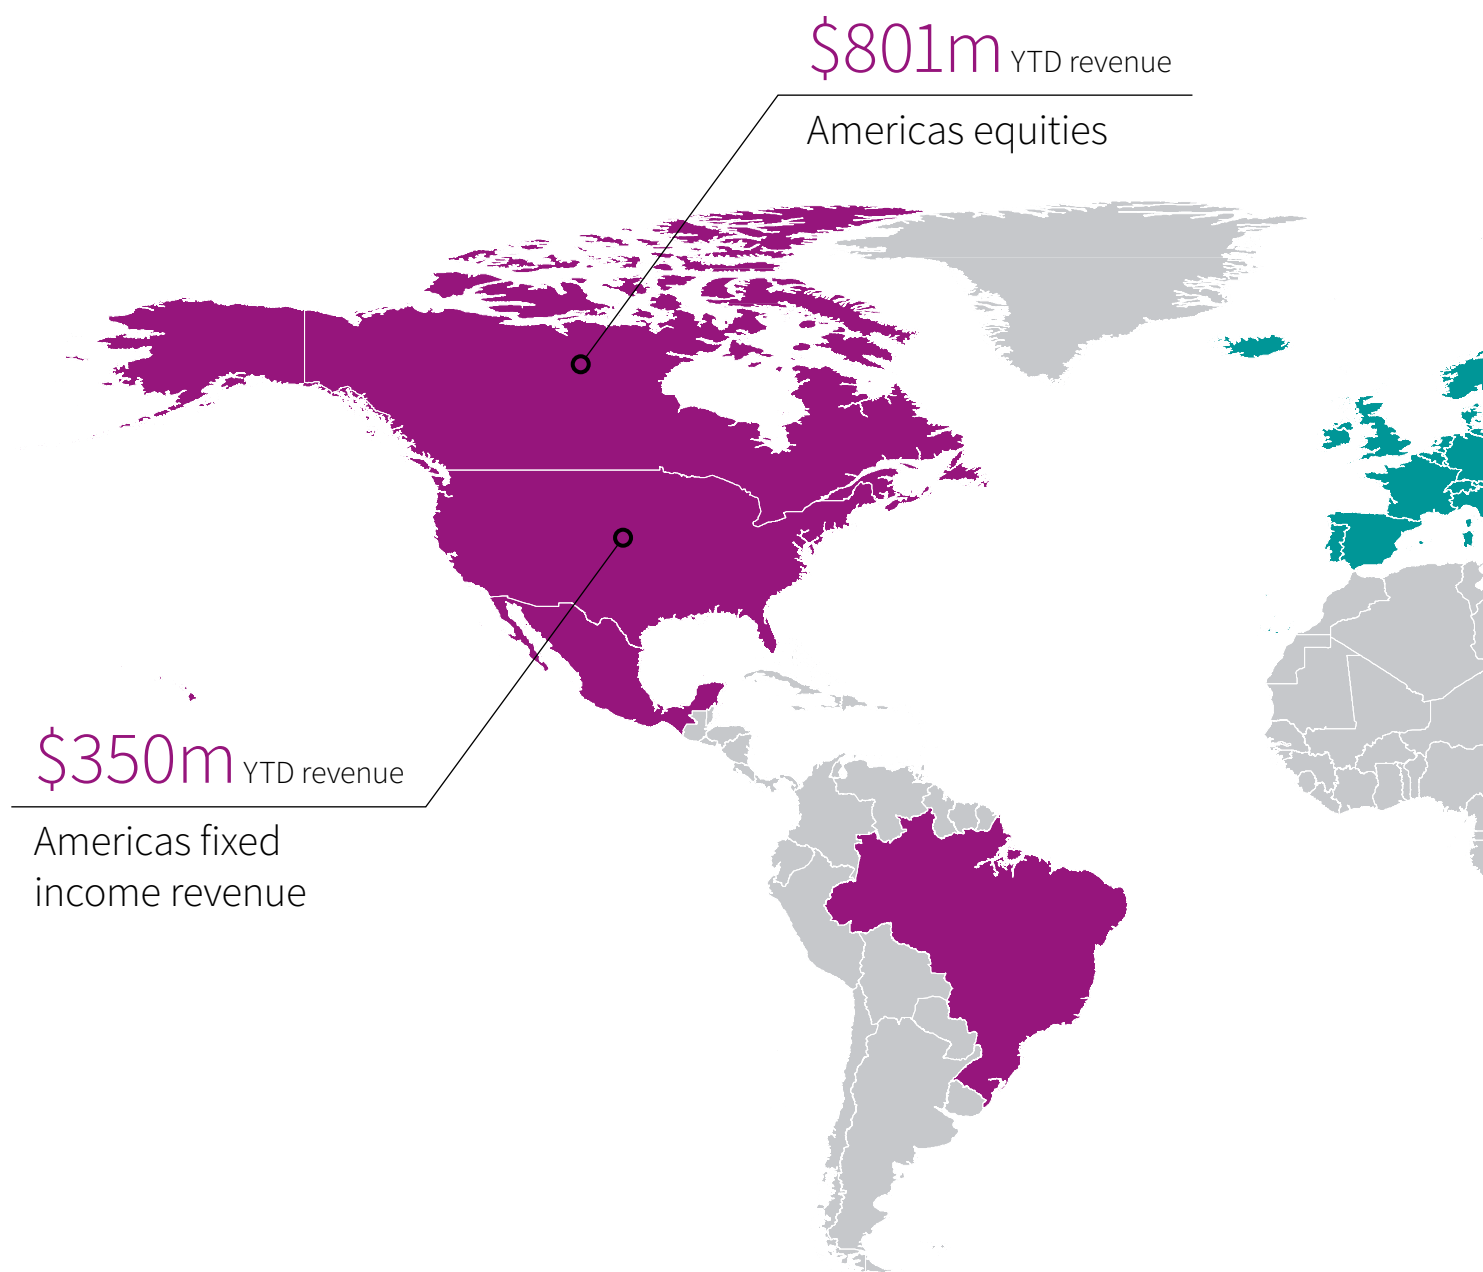 $801m YTD revenue
Americas equities
$350m YTD revenue
Americas fixed
income revenue